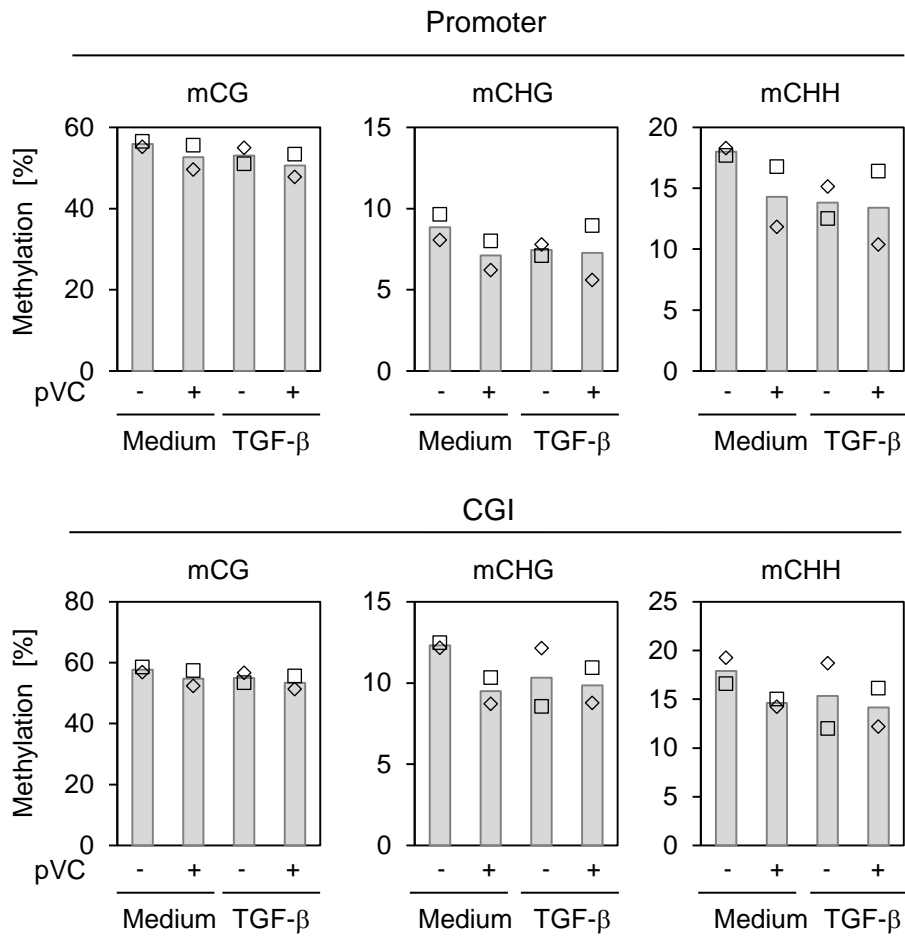 Promoter
mCG mCHG mCHH
Methylation [%]
60 15 20
40 10 15
20 5 10
0 0 5
0
pVC - + - + - + - + - + - +
Medium TGF-β Medium TGF-β Medium TGF-β
CGI
mCG mCHG mCHH
Methylation [%]
80 15 25
60 10 20
40 5 15
20 0 10
0 5
0
pVC - + - + - + - + - + - +
Medium TGF-β Medium TGF-β Medium TGF-β